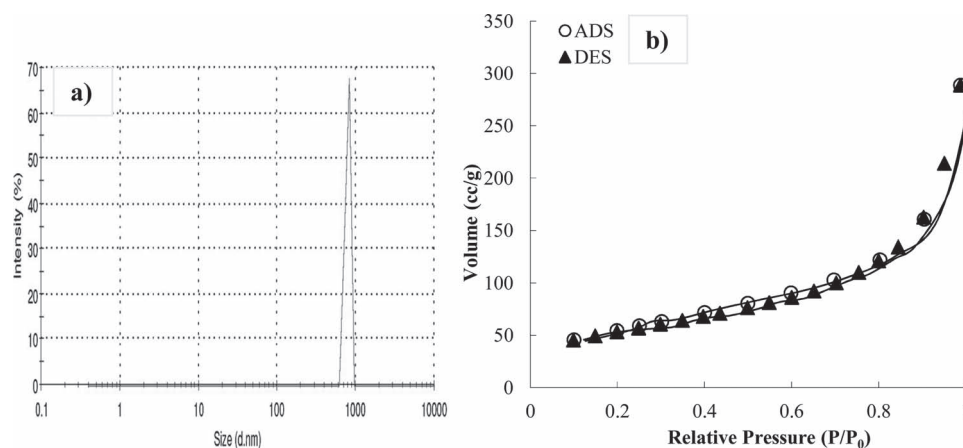 a)
Intensity (%)
70
60
50
40
30
20
10
0
0.1 1 10 100 1000 10000
Size (d.nm)
b)
ADS
DES
Volume (cc/g)
350
300
250
200
150
100
50
0
0 0.2 0.4 0.6 0.8
Relative Pressure (P/P₀)